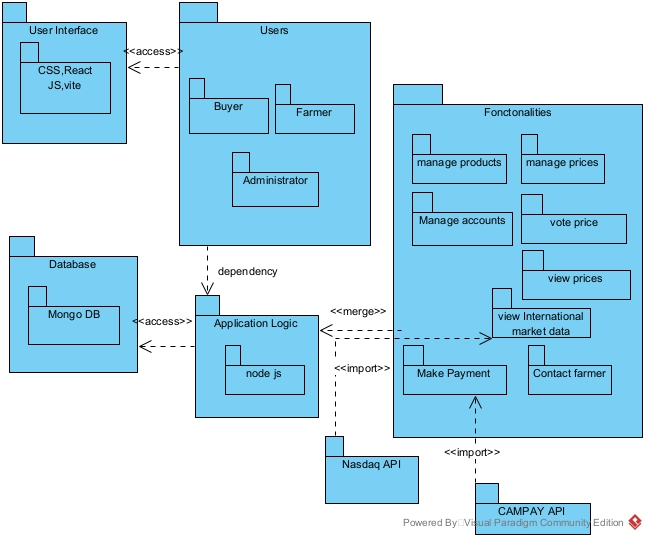 User Interface
CSS,React
JS,vite
<<access>>
Users
Buyer
Farmer
Administrator
Fonctonalities
manage products
manage prices
Manage accounts
vote price
view prices
view International
market data
Make Payment
Contact farmer
Database
Mongo DB
<<access>>
dependency
Application Logic
node js
<<merge>>
<<import>>
Nasdaq API
<<import>>
CAMPAY API
Powered By Visual Paradigm Community Edition